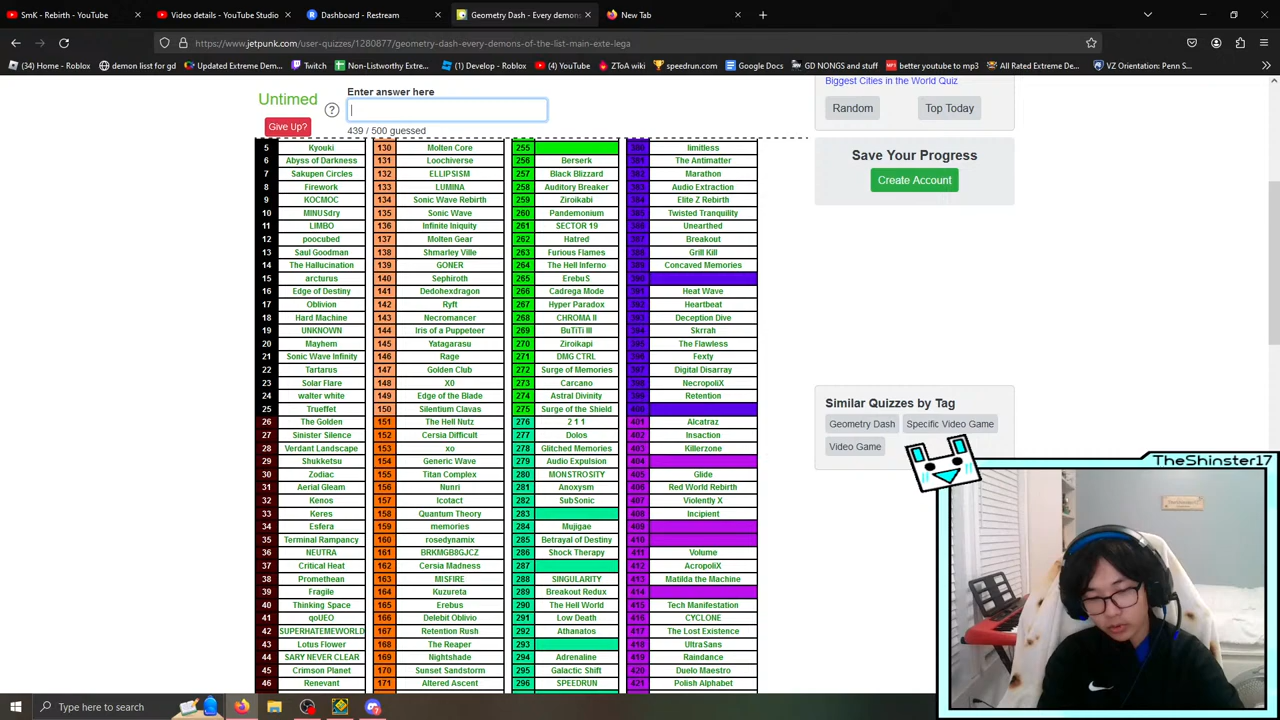 SmK - Rebirth - YouTube
Video details - YouTube Studio
Dashboard - Restream
Geometry Dash - Every demons
New Tab
https://www.jetpunk.com/user-quizzes/1280877/geometry-dash-every-demons-of-the-list-main-exte-lega
(34) Home - Roblox
demon lisst for gd
Updated Extreme Dem...
Twitch
Non-Listworthy Extre...
Develop - Roblox
(4) YouTube
ZToA wiki
speedrun.com
Google Docs
GD NONGS and stuff
better youtube to mp3
All Rated Extreme De...
VZ Orientation: Penn S...
Untimed
Give Up?
?
Enter answer here
439 / 500 guessed
5 Kyouki 130 Molten Core 255 380 limitless
6 Abyss of Darkness 131 Loochiverse 256 Berserk 381 The Antimatter
7 Sakupen Circles 132 ELLIPSISM 257 Black Blizzard 382 Marathon
8 Firework 133 LUMINA 258 Auditory Breaker 383 Audio Extraction
9 KOCMOC 134 Sonic Wave Rebirth 259 Ziroikabi 384 Elite Z Rebirth
10 MINUSdry 135 Sonic Wave 260 Pandemonium 385 Twisted Tranquility
11 LIMBO 136 Infinite Iniquity 261 SECTOR 19 386 Unearthed
12 poocubed 137 Molten Gear 262 Hatred 387 Breakout
13 Saul Goodman 138 Shmarley Ville 263 Furious Flames 388 Grill Kill
14 The Hallucination 139 GONER 264 The Hell Inferno 389 Concaved Memories
15 arcturus 140 Sephiroth 265 ErebuS 390
16 Edge of Destiny 141 Dedohexdragon 266 Cadrega Mode 391 Heat Wave
17 Oblivion 142 Ryft 267 Hyper Paradox 392 Heartbeat
18 Hard Machine 143 Necromancer 268 CHROMA II 393 Deception Dive
19 UNKNOWN 144 Iris of a Puppeteer 269 BuTiTi III 394 Skrrah
20 Mayhem 145 Yatagarasu 270 Ziroikapi 395 The Flawless
21 Sonic Wave Infinity 146 Rage 271 DMG CTRL 396 Fexty
22 Tartarus 147 Golden Club 272 Surge of Memories 397 Digital Disarray
23 Solar Flare 148 X0 273 Carcano 398 NecropoliX
24 walter white 149 Edge of the Blade 274 Astral Divinity 399 Retention
25 Trueffet 150 Silentium Clavas 275 Surge of the Shield 400
26 The Golden 151 The Hell Nutz 276 2 1 1 401 Alcatraz
27 Sinister Silence 152 Cersia Difficult 277 Dolos 402 Insaction
28 Verdant Landscape 153 xo 278 Glitched Memories 403 Killerzone
29 Shukketsu 154 Generic Wave 279 Audio Expulsion 404
30 Zodiac 155 Titan Complex 280 MONSTROSITY 405 Glide
31 Aerial Gleam 156 Nunri 281 Anoxysm 406 Red World Rebirth
32 Kenos 157 Icotact 282 SubSonic 407 Violently X
33 Keres 158 Quantum Theory 283 408 Incipient
34 Esfera 159 memories 284 Mujigae 409
35 Terminal Rampancy 160 rosedynamix 285 Betrayal of Destiny 410
36 NEUTRA 161 BRKMGB8GJCZ 286 Shock Therapy 411 Volume
37 Critical Heat 162 Cersia Madness 287 412 AcropoliX
38 Promethean 163 MISFIRE 288 SINGULARITY 413 Matilda the Machine
39 Fragile 164 Kuzureta 289 Breakout Redux 414
40 Thinking Space 165 Erebus 290 The Hell World 415 Tech Manifestation
41 qoUEO 166 Delebit Oblivio 291 Low Death 416 CYCLONE
42 SUPERHATEMEWORLD 167 Retention Rush 292 Athanatos 417 The Lost Existence
43 Lotus Flower 168 The Reaper 293 418 UltraSans
44 SARY NEVER CLEAR 169 Nightshade 294 Adrenaline 419 Raindance
45 Crimson Planet 170 Sunset Sandstorm 295 Galactic Shift 420 Duelo Maestro
46 Renevant 171 Altered Ascent 296 SPEEDRUN 421 Polish Alphabet
Biggest Cities in the World Quiz
Random
Top Today
Save Your Progress
Create Account
Similar Quizzes by Tag
Geometry Dash
Specific Video Game
Video Game
TheShinster17
Type here to search